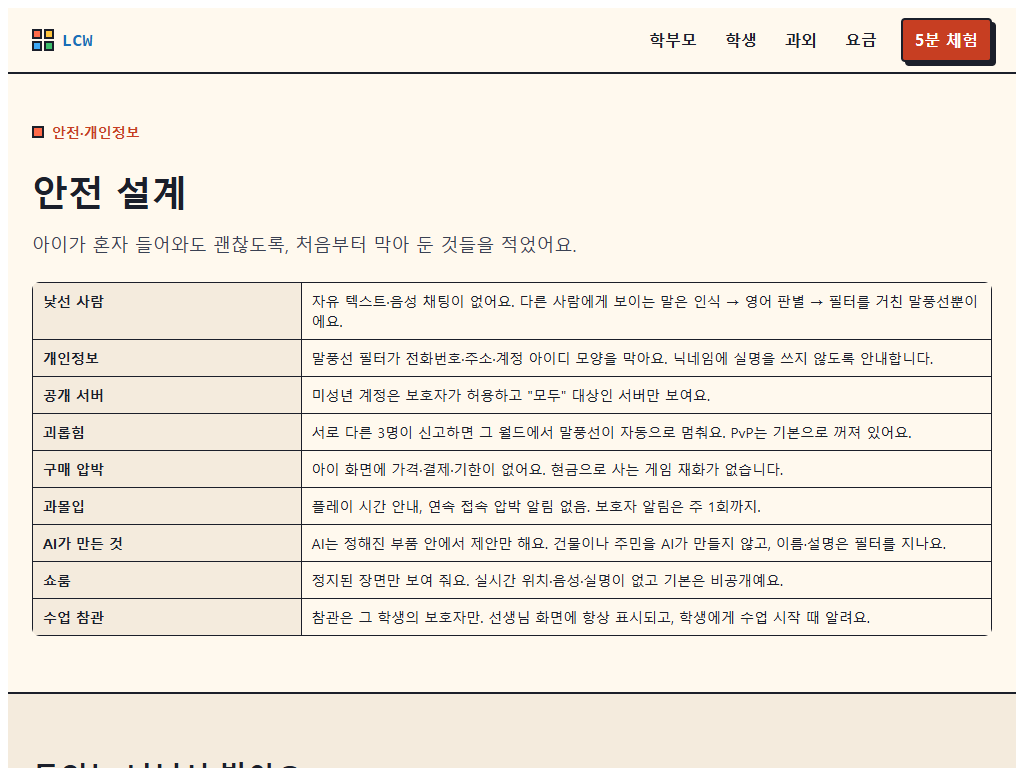 LCW
학부모 학생 과외 요금 5분 체험
안전·개인정보
안전 설계
아이가 혼자 들어와도 괜찮도록, 처음부터 막아 둔 것들을 적었어요.
낯선 사람 자유 텍스트·음성 채팅이 없어요. 다른 사람에게 보이는 말은 인식 → 영어 판별 → 필터를 거친 말풍선뿐이
에요.
개인정보 말풍선 필터가 전화번호·주소·계정 아이디 모양을 막아요. 닉네임에 실명을 쓰지 않도록 안내합니다.
공개 서버 미성년 계정은 보호자가 허용하고 "모두" 대상인 서버만 보여요.
괴롭힘 서로 다른 3명이 신고하면 그 월드에서 말풍선이 자동으로 멈춰요. PvP는 기본으로 꺼져 있어요.
구매 압박 아이 화면에 가격·결제·기한이 없어요. 현금으로 사는 게임 재화가 없습니다.
과몰입 플레이 시간 안내, 연속 접속 압박 알림 없음. 보호자 알림은 주 1회까지.
AI가 만든 것 AI는 정해진 부품 안에서 제안만 해요. 건물이나 주민을 AI가 만들지 않고, 이름·설명은 필터를 지나요.
쇼룸 정지된 장면만 보여 줘요. 실시간 위치·음성·실명이 없고 기본은 비공개예요.
수업 참관 참관은 그 학생의 보호자만. 선생님 화면에 항상 표시되고, 학생에게 수업 시작 때 알려요.